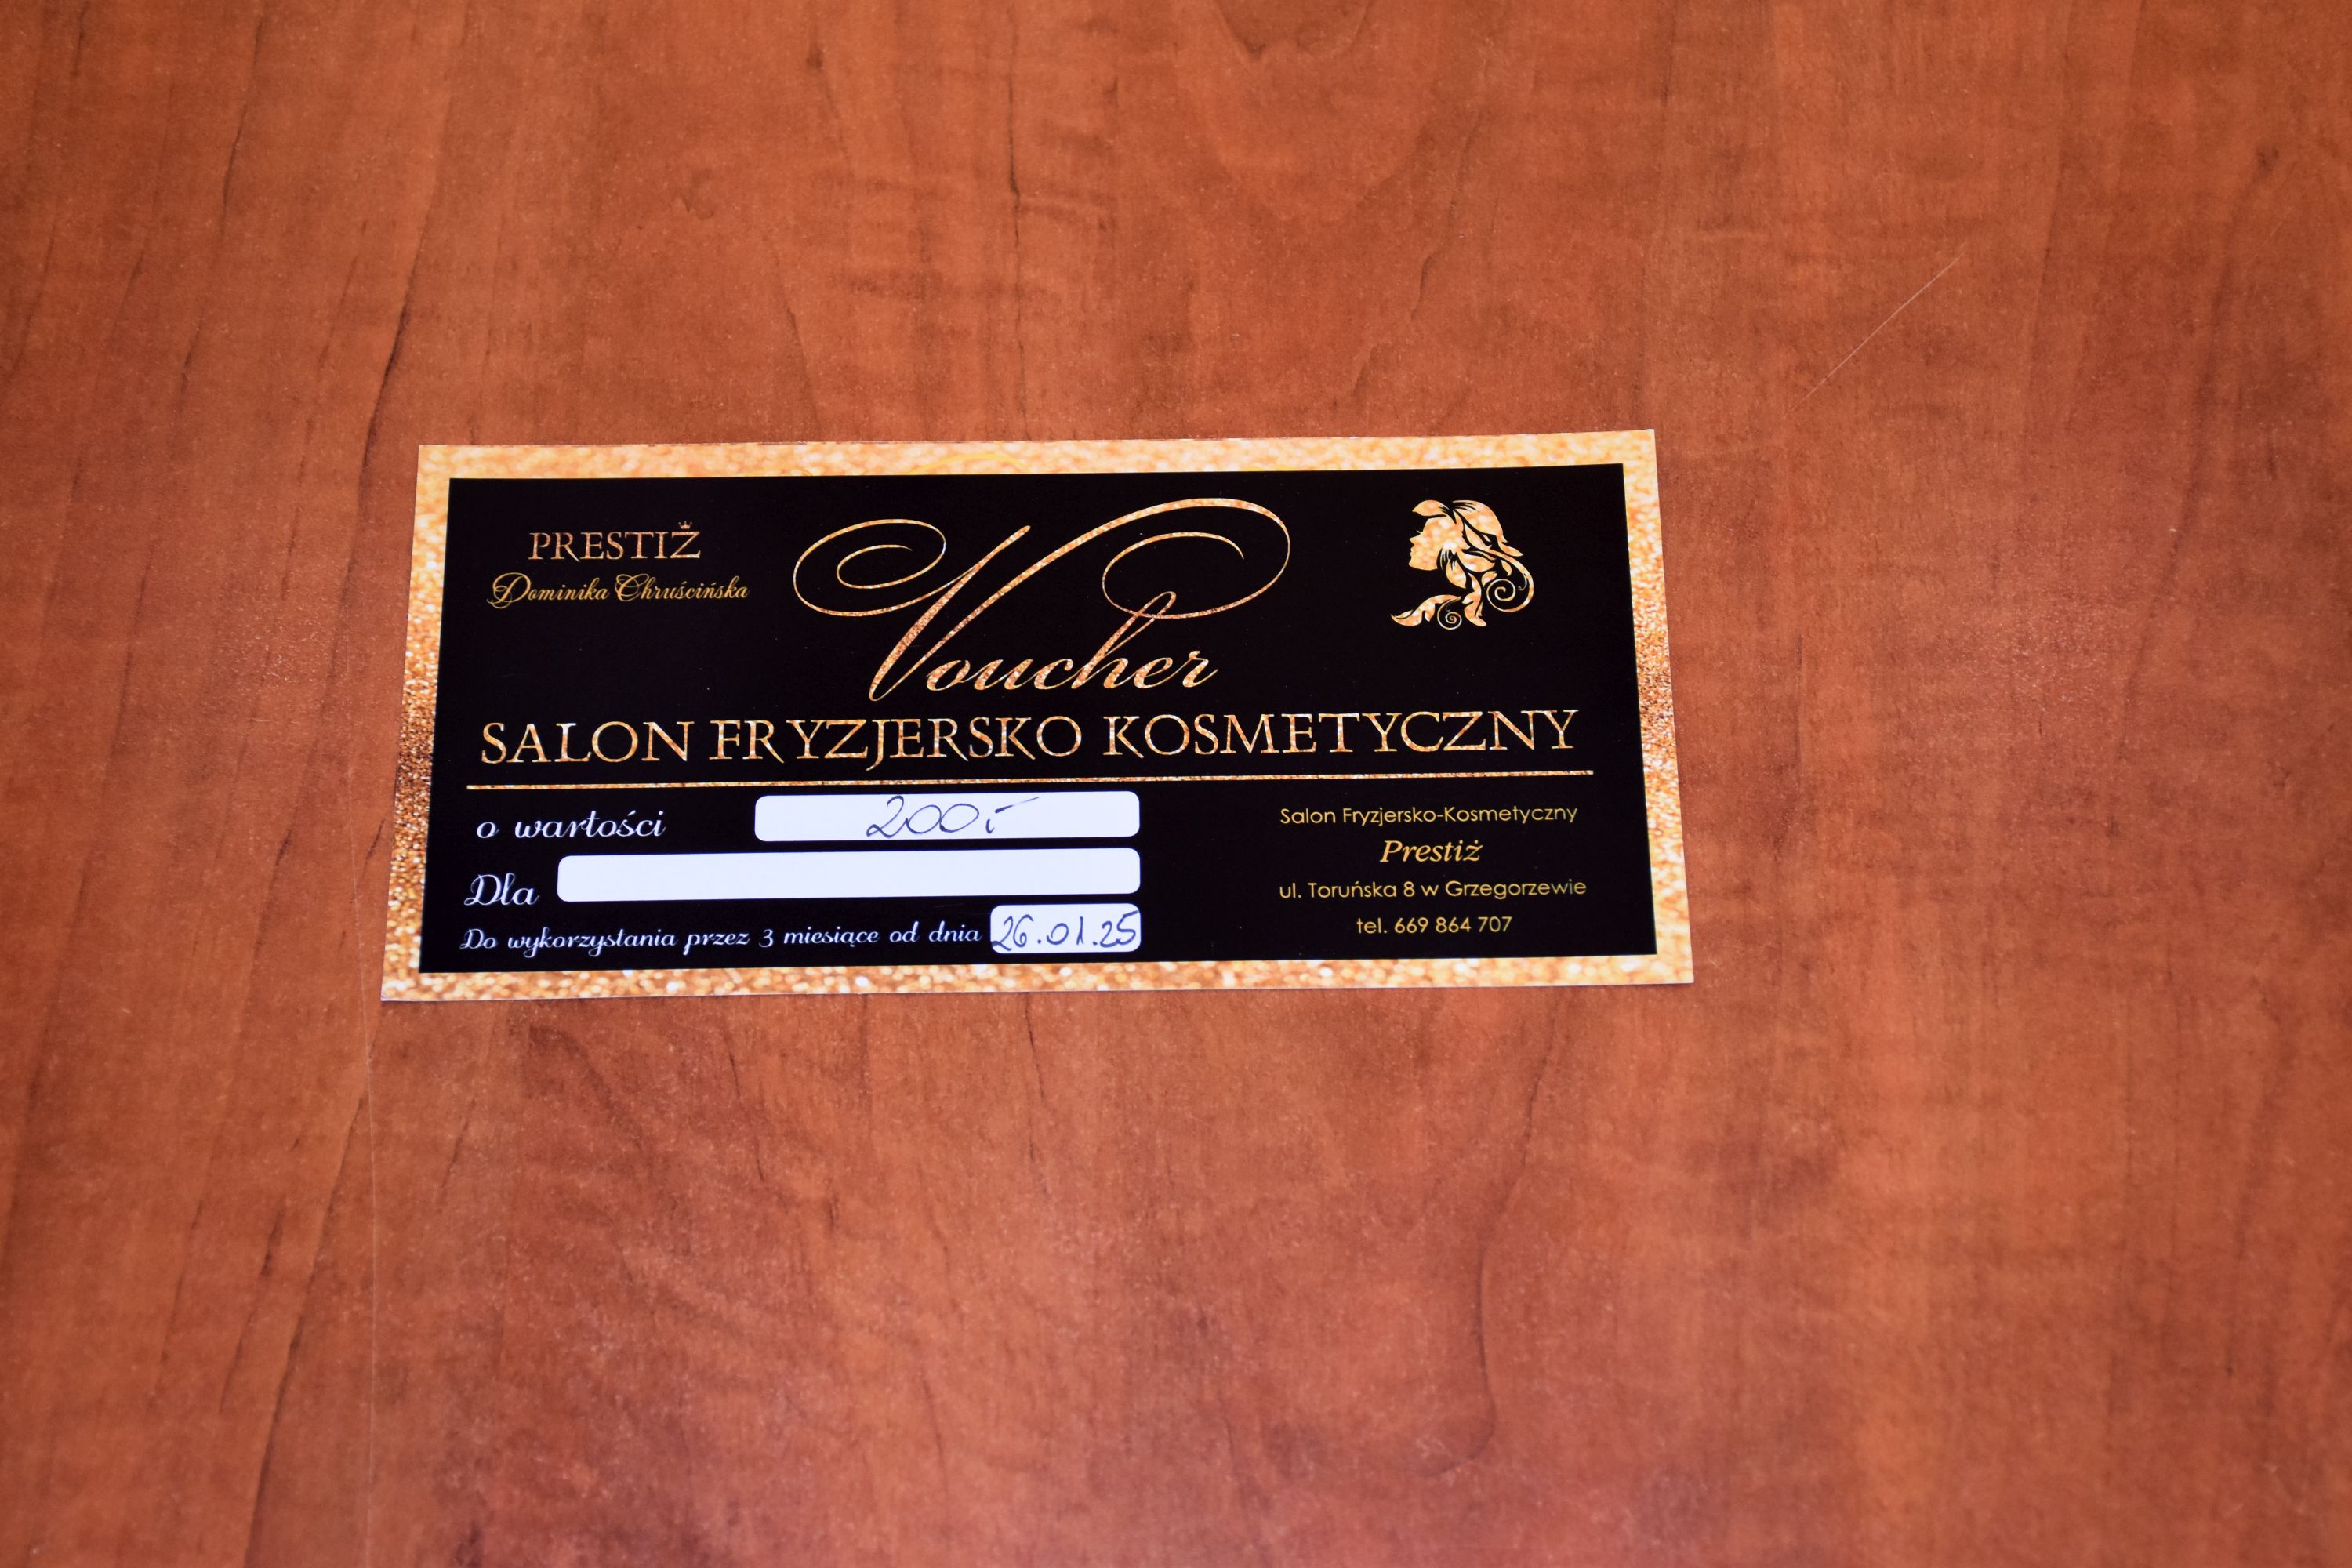 PRESTIŻ
Dominika Chruścińska
Voucher
SALON FRYZJERSKO KOSMETYCZNY
o wartości 200,-
Dla
Do wykorzystania przez 3 miesiące od dnia 26.01.25
Salon Fryzjersko-Kosmetyczny
Prestiż
ul. Toruńska 8 w Grzegorzewie
tel. 669 864 707